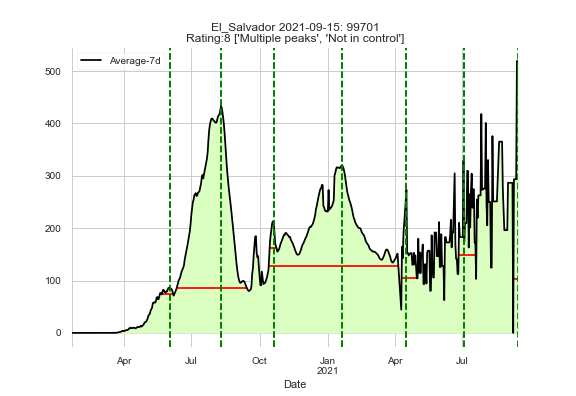 El_Salvador 2021-09-15: 99701
Rating:8 ['Multiple peaks', 'Not in control']
Average-7d
500
400
300
200
100
0
Apr Jul Oct Jan Apr Jul
2021
Date